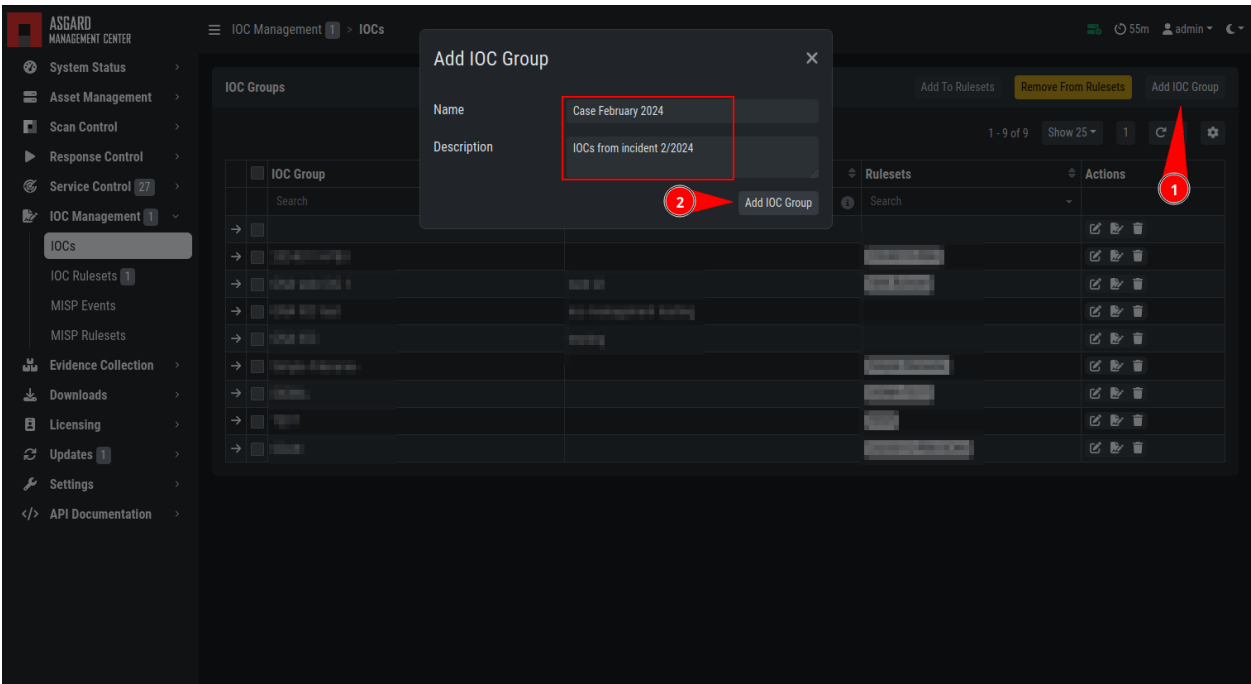 ASGARD
MANAGEMENT CENTER
IOC Management 1 > IOCs
55m
admin
System Status
Asset Management
Scan Control
Response Control
Service Control 27
IOC Management 1
IOCs
IOC Rulesets 1
MISP Events
MISP Rulesets
Evidence Collection
Downloads
Licensing
Updates 1
Settings
API Documentation
IOC Groups
Add To Rulesets
Remove From Rulesets
Add IOC Group
1 - 9 of 9
Show 25
1
Add IOC Group
Name
Case February 2024
Description
IOCs from incident 2/2024
2
Add IOC Group
1
IOC Group
Rulesets
Actions
Search
Search